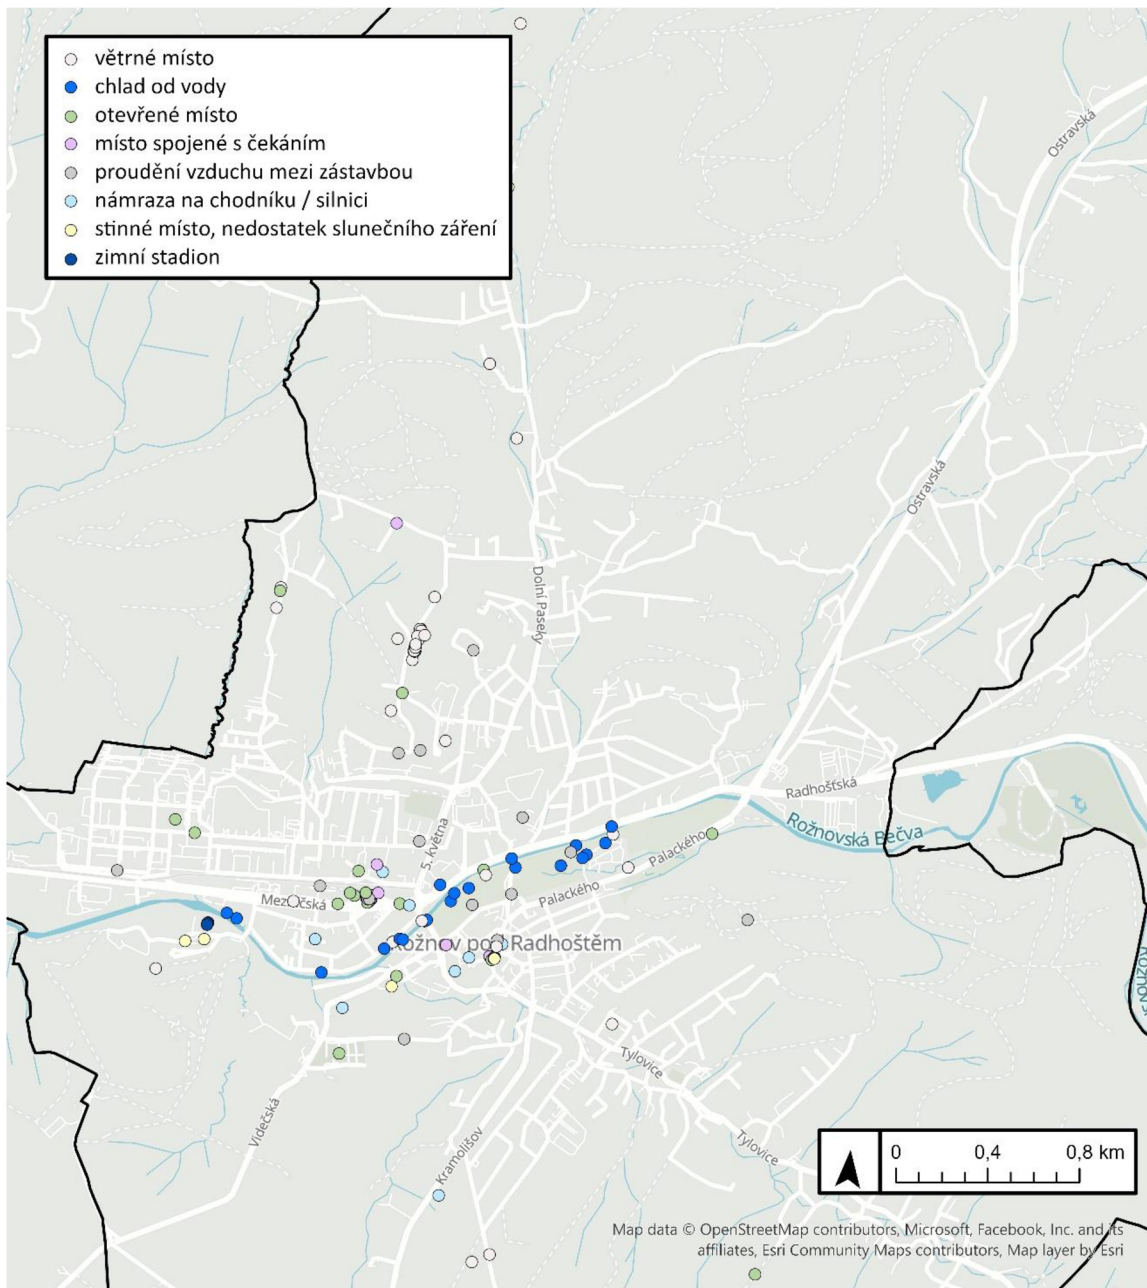 větrné místo
chlad od vody
otevřené místo
místo spojené s čekáním
proudění vzduchu mezi zástavbou
námraza na chodníku / silnici
stinné místo, nedostatek slunečního záření
zimní stadion
Ostravská
Ostravská
Dolní Paseky
Radhošťská
Rožnovská Bečva
5. května
Palackého
Palackého
Rožnov pod Radhoštěm
Tylovice
Tylovice
Videčská
Kramolišov
0 0,4 0,8 km
Map data © OpenStreetMap contributors, Microsoft, Facebook, Inc. and its
affiliates, Esri Community Maps contributors, Map layer by Esri